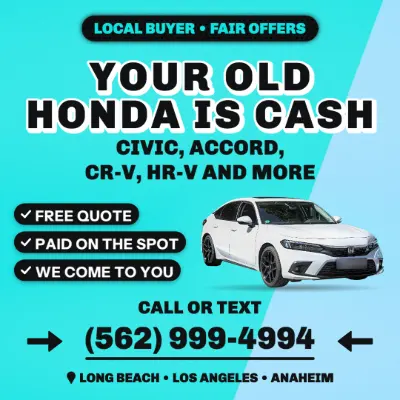 LOCAL BUYER • FAIR OFFERS
YOUR OLD
HONDA IS CASH
CIVIC, ACCORD,
CR-V, HR-V AND MORE
FREE QUOTE
PAID ON THE SPOT
WE COME TO YOU
CALL OR TEXT
(562) 999-4994
LONG BEACH • LOS ANGELES • ANAHEIM